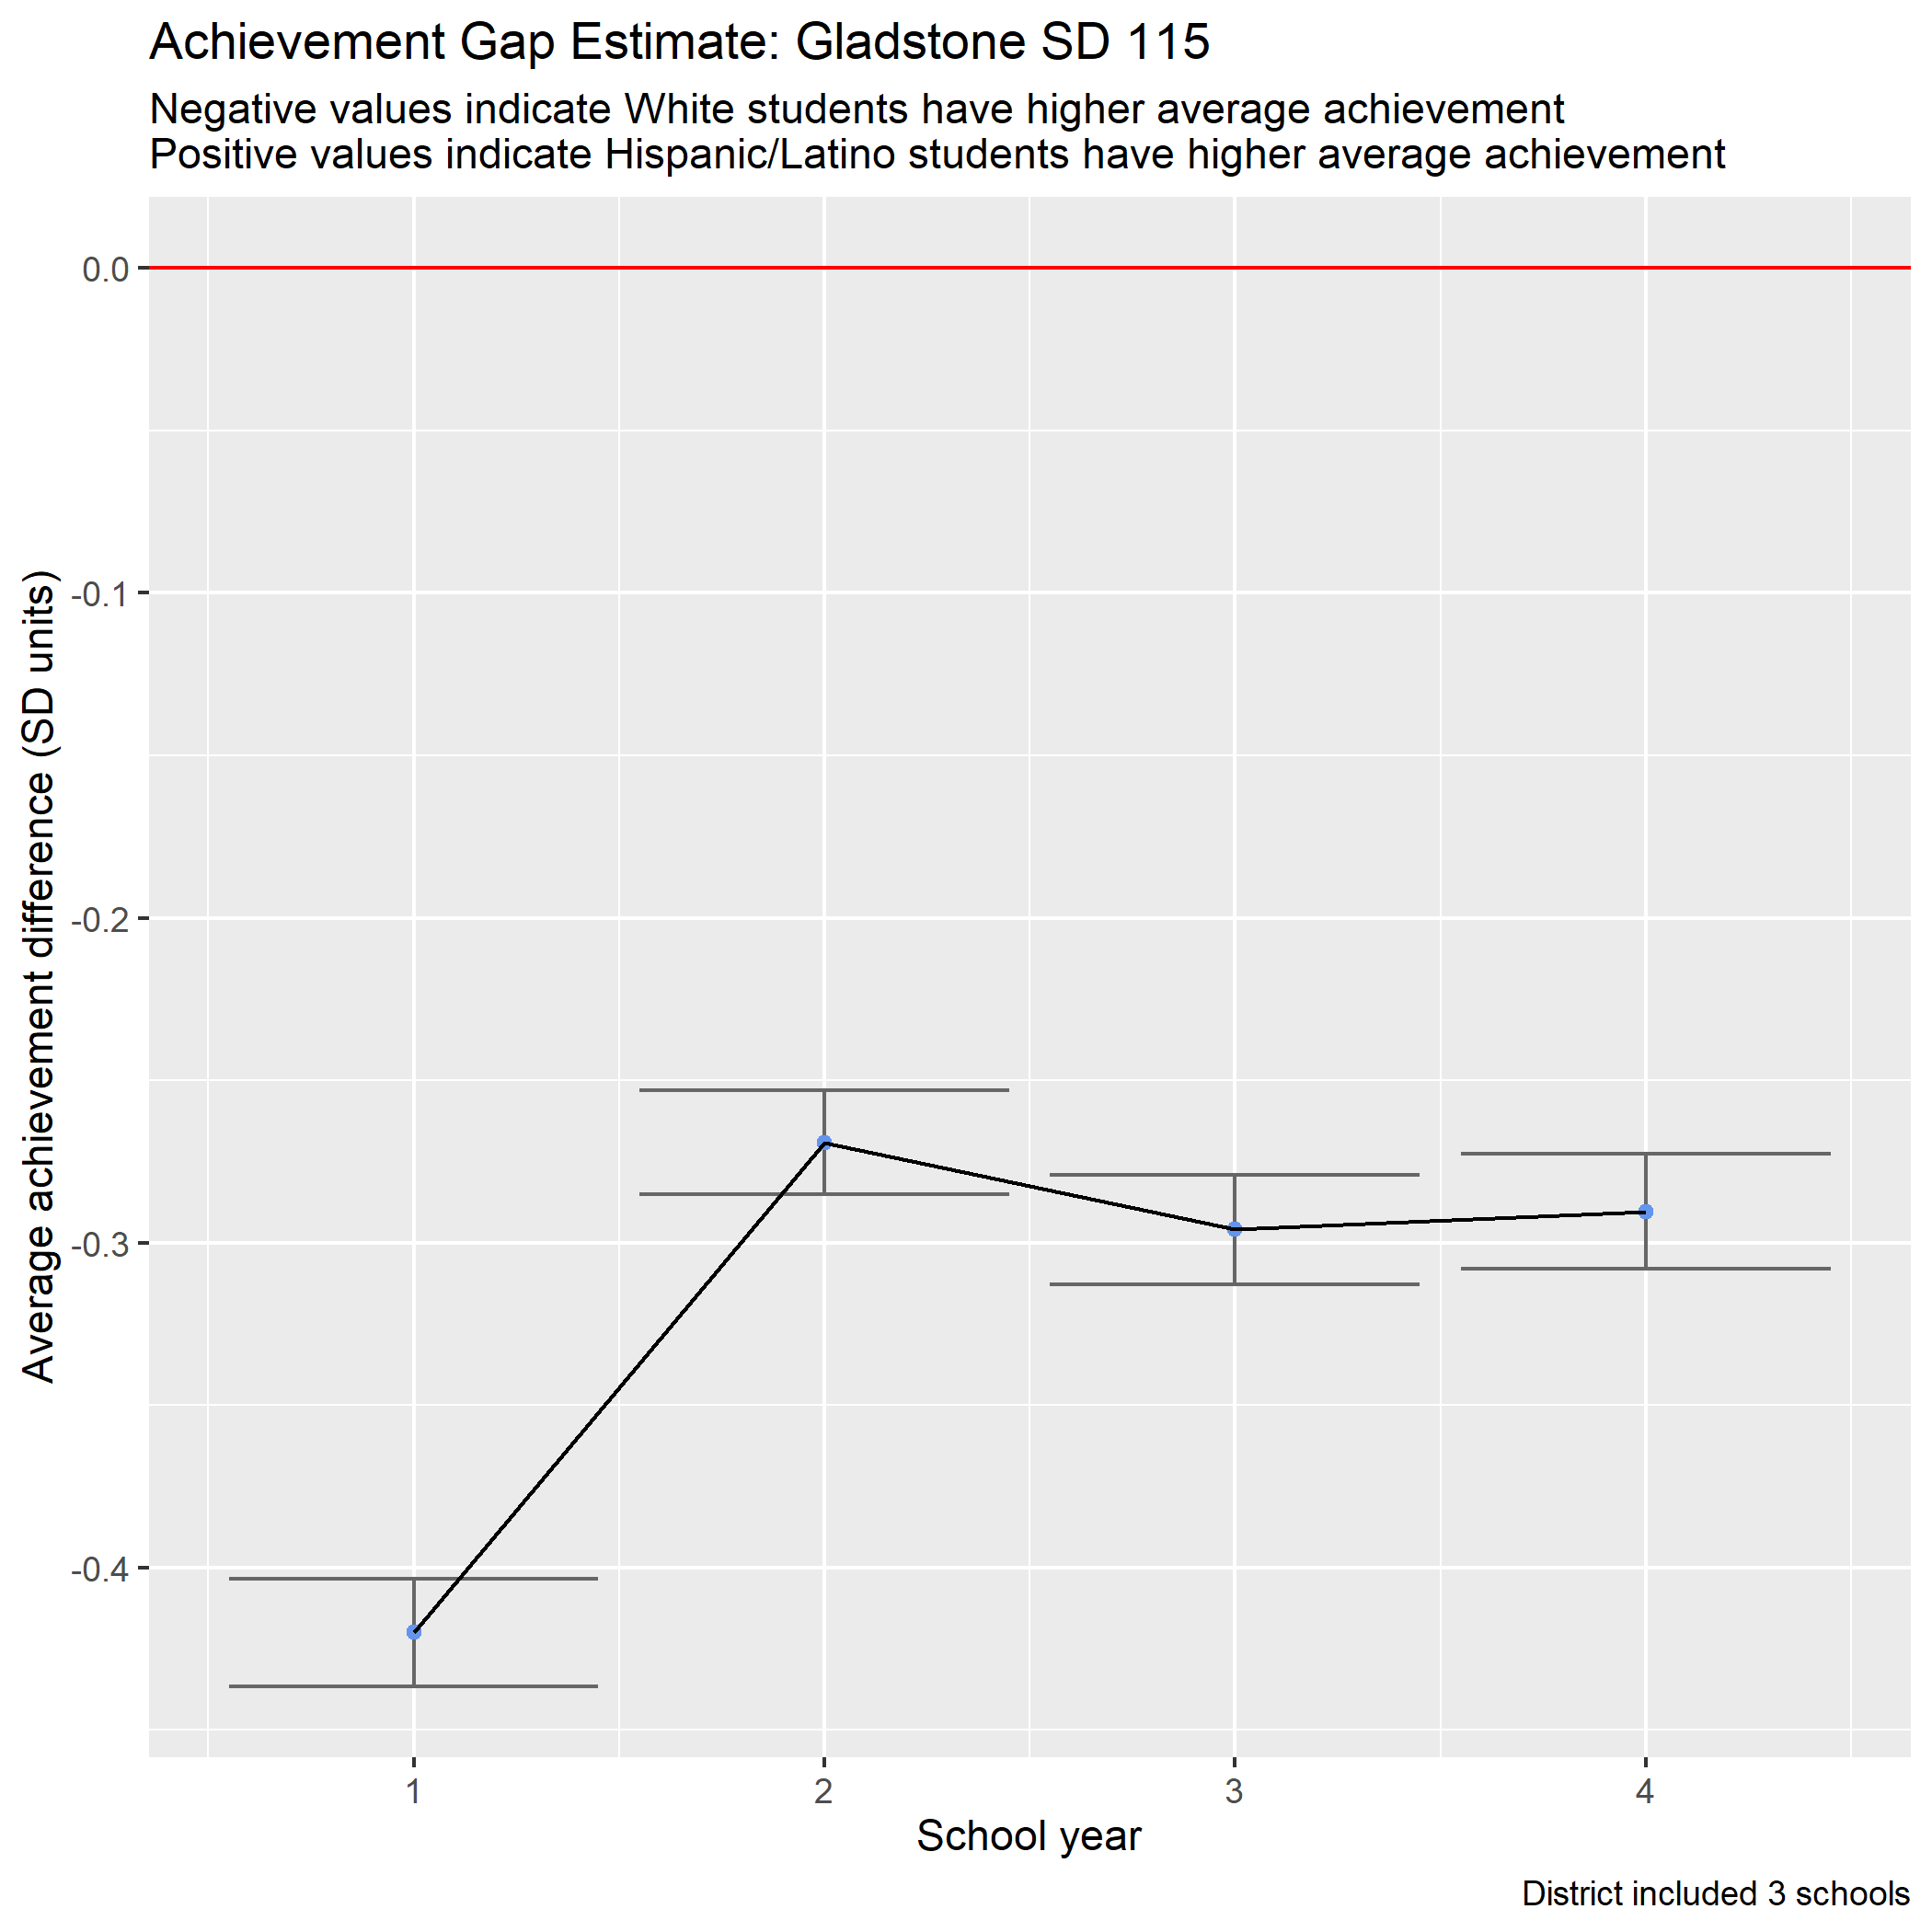 Achievement Gap Estimate: Gladstone SD 115
Negative values indicate White students have higher average achievement
Positive values indicate Hispanic/Latino students have higher average achievement
Average achievement difference (SD units)
0.0
-0.1
-0.2
-0.3
-0.4
1 2 3 4
School year
District included 3 schools